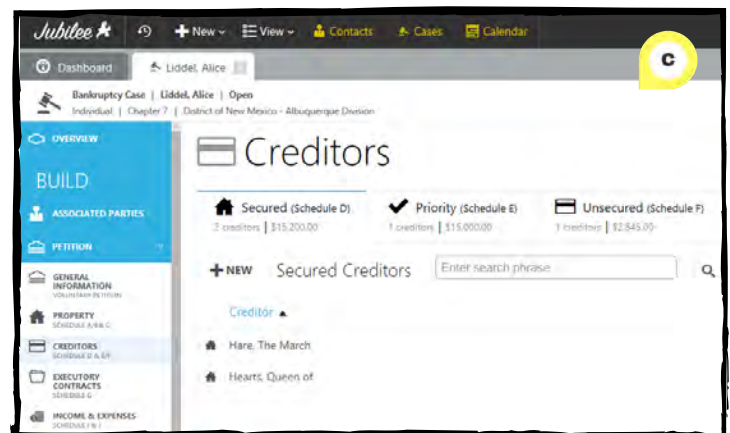 Jubilee New View Contacts Cases Calendar
C
Dashboard Liddel, Alice
Bankruptcy Case | Liddel, Alice | Open
Individual | Chapter 7 | District of New Mexico - Albuquerque Division
OVERVIEW
BUILD
ASSOCIATED PARTIES
PETITION
GENERAL
INFORMATION
VOLUNTARY PETITION
PROPERTY
SCHEDULE A/B & C
CREDITORS
SCHEDULE D & E/F
EXECUTORY
CONTRACTS
SCHEDULE G
INCOME & EXPENSES
SCHEDULE I & J
Creditors
Secured (Schedule D)
2 creditors | $15,200.00
Priority (Schedule E)
1 creditors | $15,000.00
Unsecured (Schedule F)
1 creditors | $2,845.00
+NEW Secured Creditors Enter search phrase
Creditor
Hare, The March
Hearts, Queen of